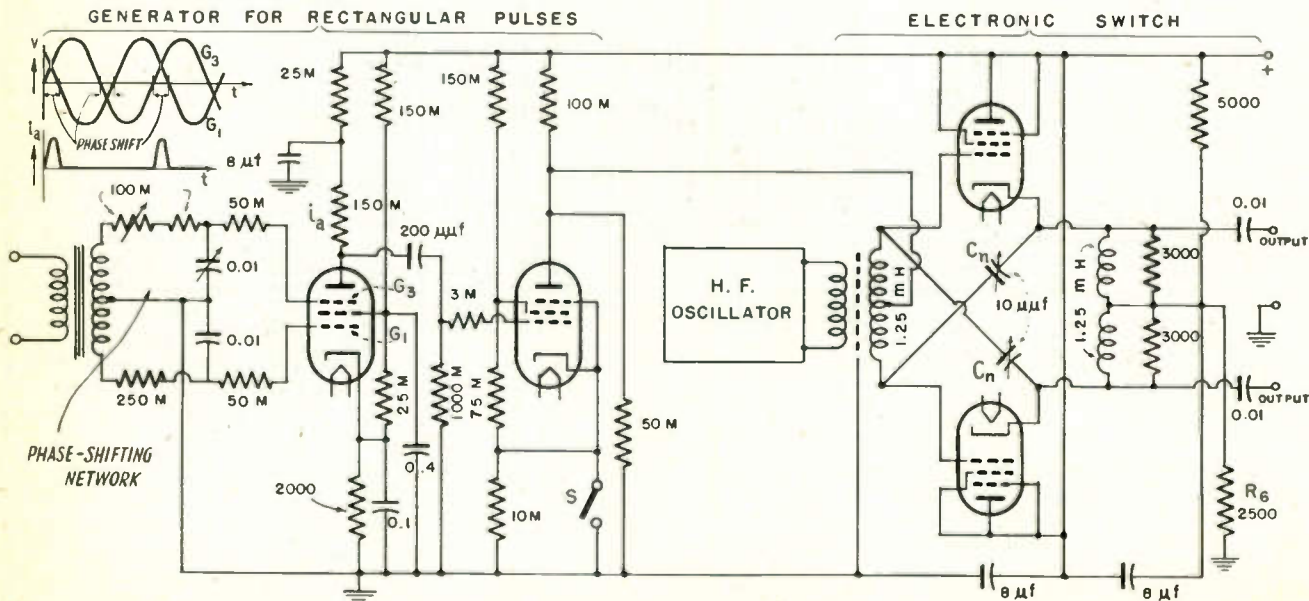 GENERATOR FOR RECTANGULAR PULSES
ELECTRONIC SWITCH
V
G3
t
G1
PHASE SHIFT
ia
t
25 M
150 M
150 M
100 M
8 µf
150 M
ia
200 µµf
100 M
50 M
0.01
0.01
G3
G1
3 M
250 M
50 M
25 M
1000 M
75 M
50 M
PHASE-SHIFTING
NETWORK
2000
0.1
0.4
10 M
S
H. F.
OSCILLATOR
1.25 mH
Cn
10 µµf
Cn
1.25 mH
3000
3000
5000
+
0.01
OUTPUT
0.01
OUTPUT
R6
2500
8 µf
8 µf